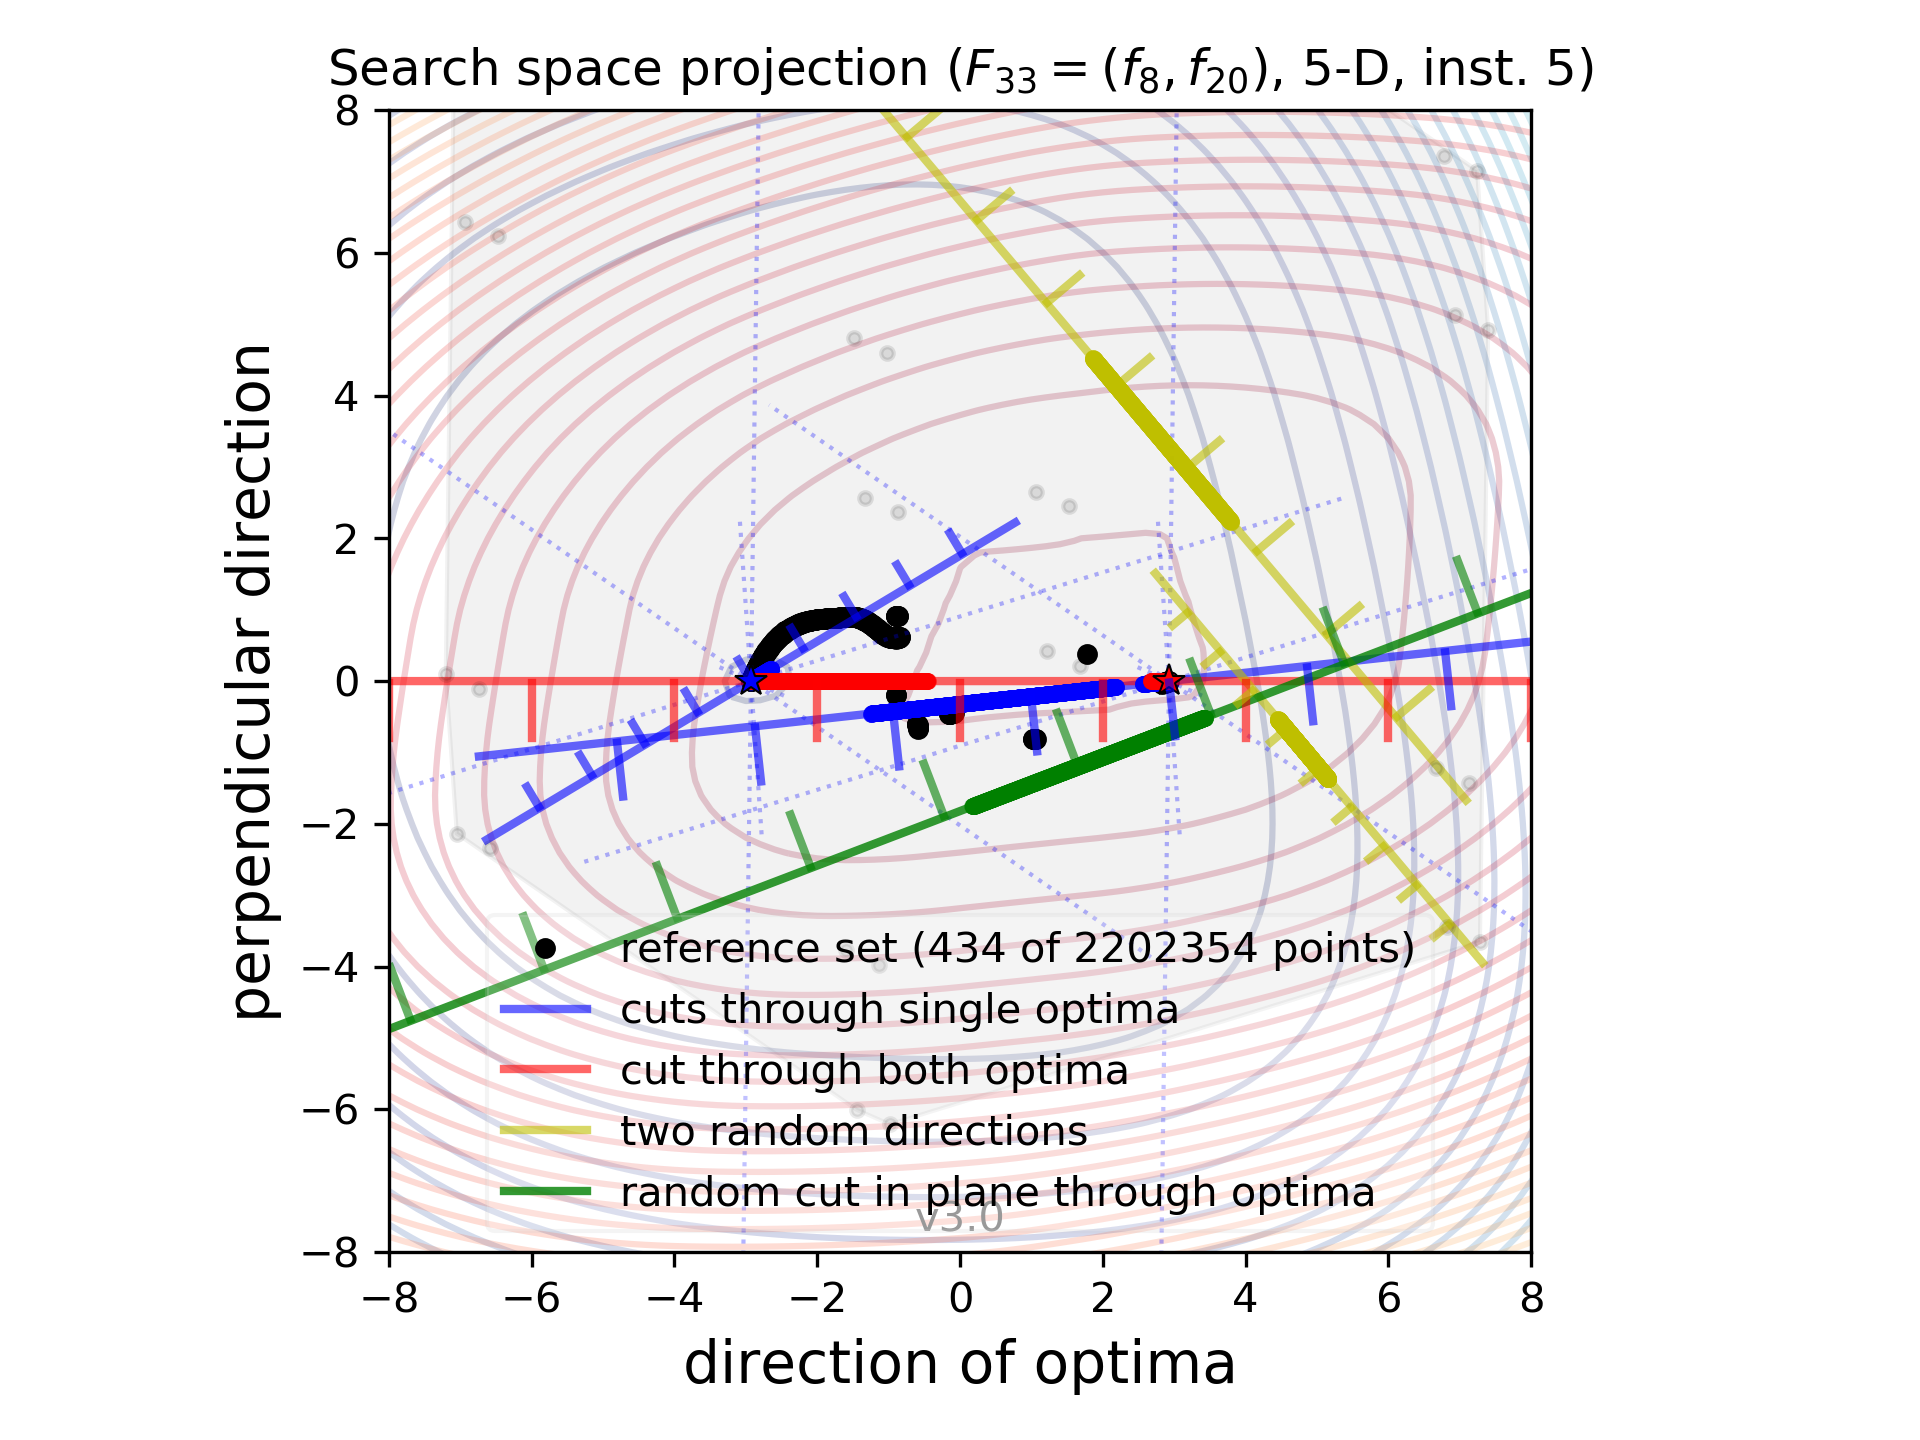 Search space projection (F33 = (f8, f20), 5-D, inst. 5)
8
6
4
2
0
−2
−4
−6
−8
perpendicular direction
reference set (434 of 2202354 points)
cuts through single optima
cut through both optima
two random directions
random cut in plane through optima
v3.0
−8 −6 −4 −2 0 2 4 6 8
direction of optima